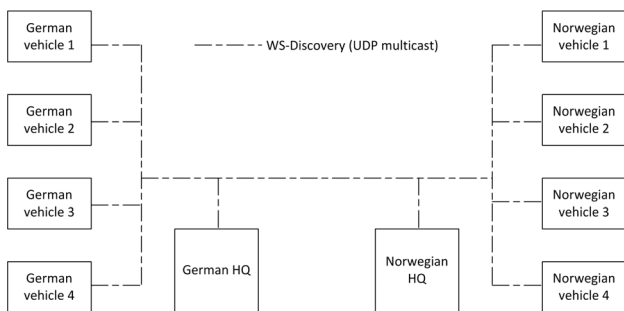 German
vehicle 1
WS-Discovery (UDP multicast)
Norwegian
vehicle 1
German
vehicle 2
Norwegian
vehicle 2
German
vehicle 3
Norwegian
vehicle 3
German HQ
Norwegian
HQ
German
vehicle 4
Norwegian
vehicle 4